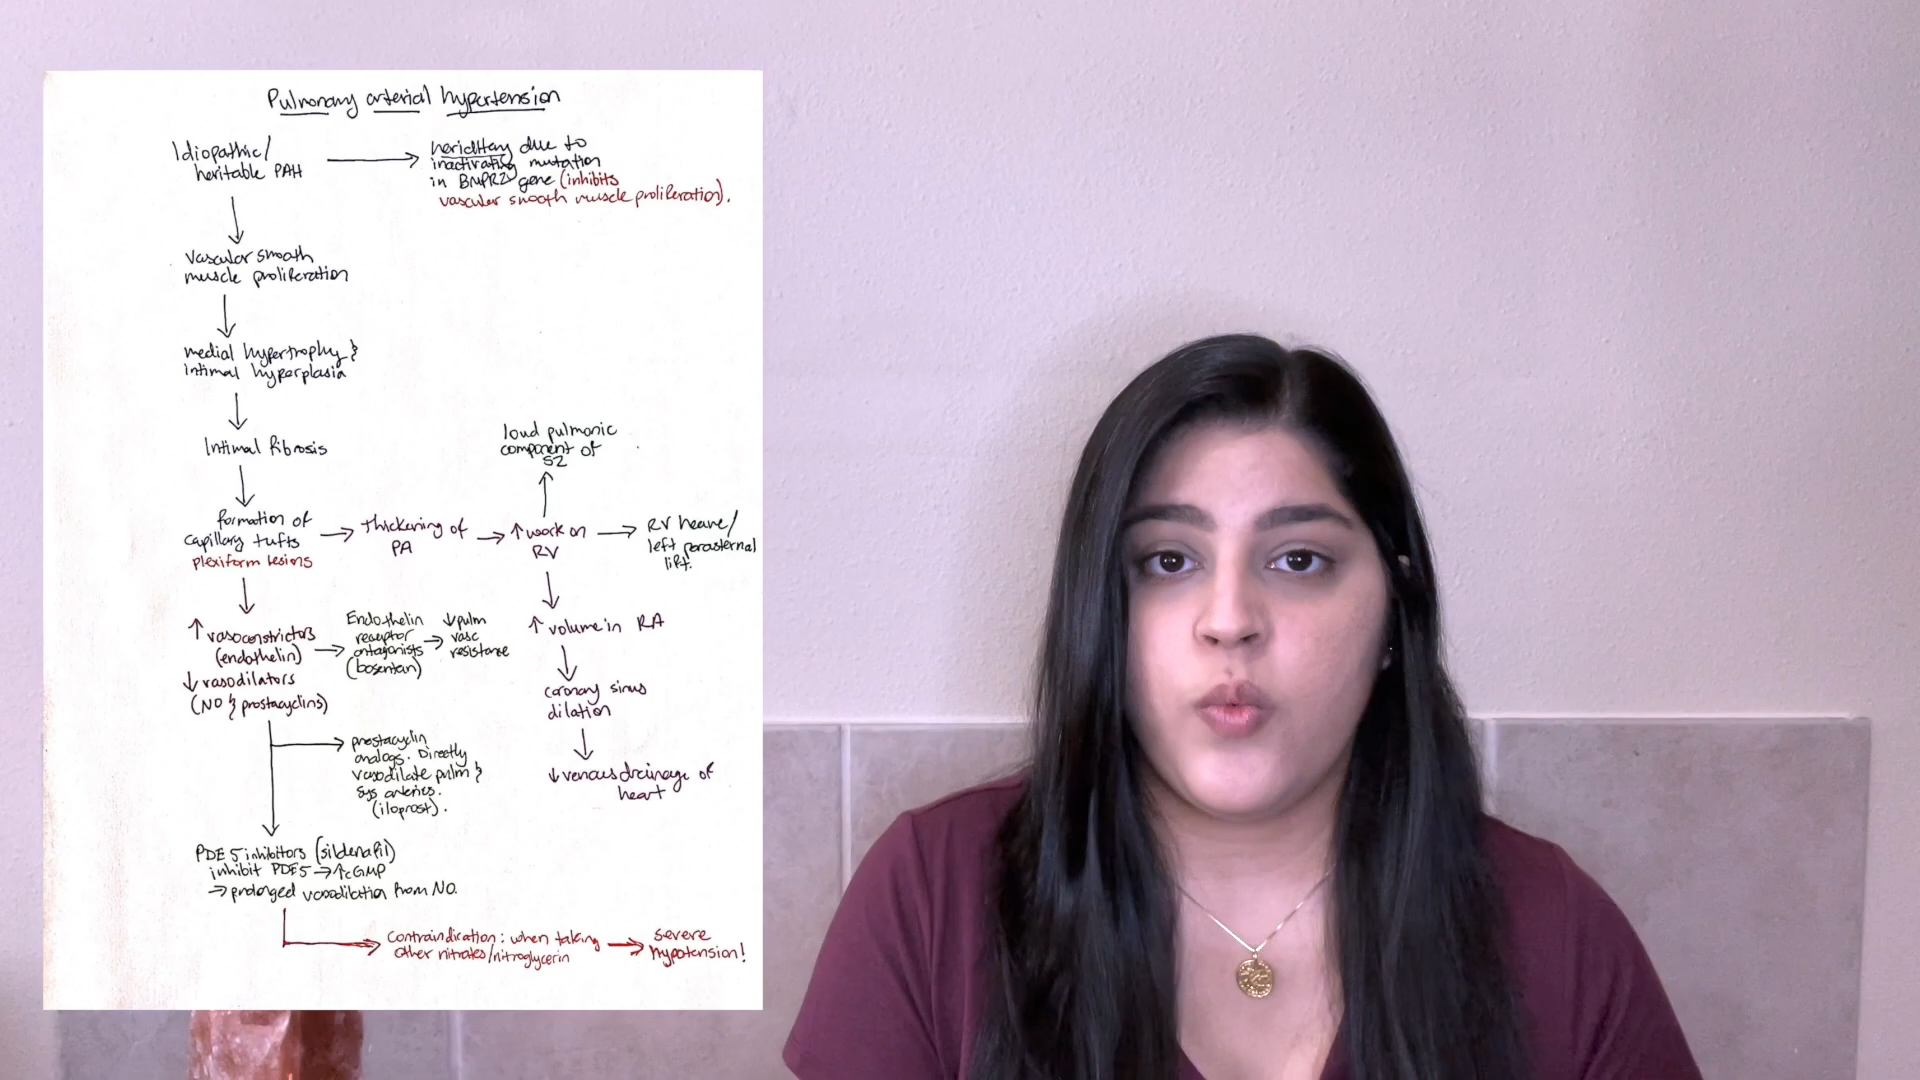 Pulmonary arterial hypertension
Idiopathic/
heritable PAH
heriditary due to
inactivating mutation
in BMPR2 gene (inhibits
vascular smooth muscle proliferation).
vascular smooth
muscle proliferation
medial hypertrophy &
intimal hyperplasia
Intimal fibrosis
loud pulmonic
component of
S2
formation of
capillary tufts
plexiform lesions
thickening of
PA
↑ work on
RV
RV heave/
left parasternal
lift.
↑ vasoconstrictors
(endothelin)
↓ vasodilators
(NO & prostacyclins)
Endothelin
receptor
antagonists
(bosentan)
↓ pulm
vasc
resistance
↑ volume in RA
coronary sinus
dilation
↓ venous drainage of
heart
prostacyclin
analogs. Directly
vasodilate pulm &
sys arteries.
(iloprost).
PDE 5 inhibitors (sildenafil)
inhibit PDE5 → ↑cGMP
→ prolonged vasodilation from NO.
Contraindication: when taking
other nitrates/nitroglycerin
severe
hypotension!